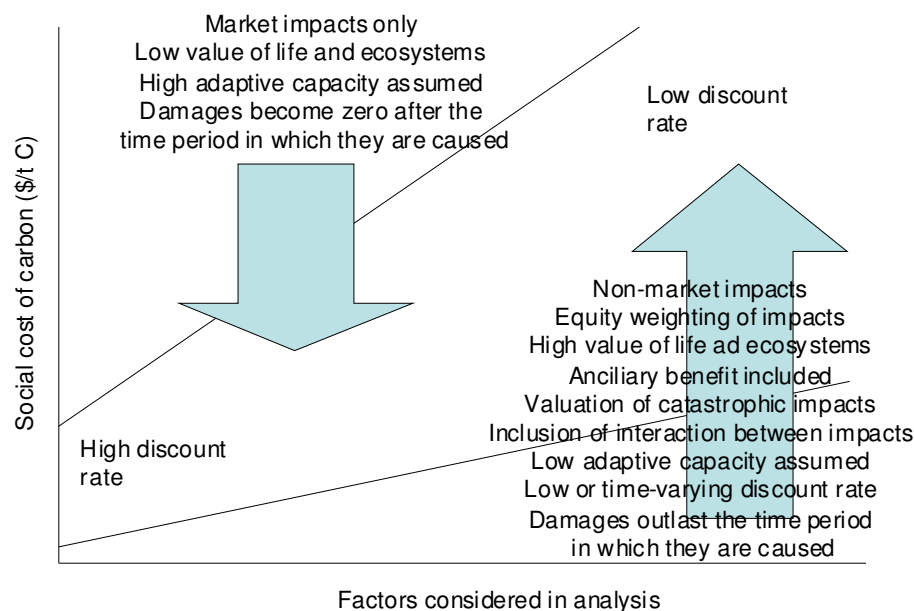 Market impacts only
Low value of life and ecosystems
High adaptive capacity assumed
Damages become zero after the
time period in which they are caused
Low discount
rate
Social cost of carbon ($/t C)
Non-market impacts
Equity weighting of impacts
High value of life ad ecosystems
Anciliary benefit included
Valuation of catastrophic impacts
Inclusion of interaction between impacts
Low adaptive capacity assumed
Low or time-varying discount rate
Damages outlast the time period
in which they are caused
High discount
rate
Factors considered in analysis